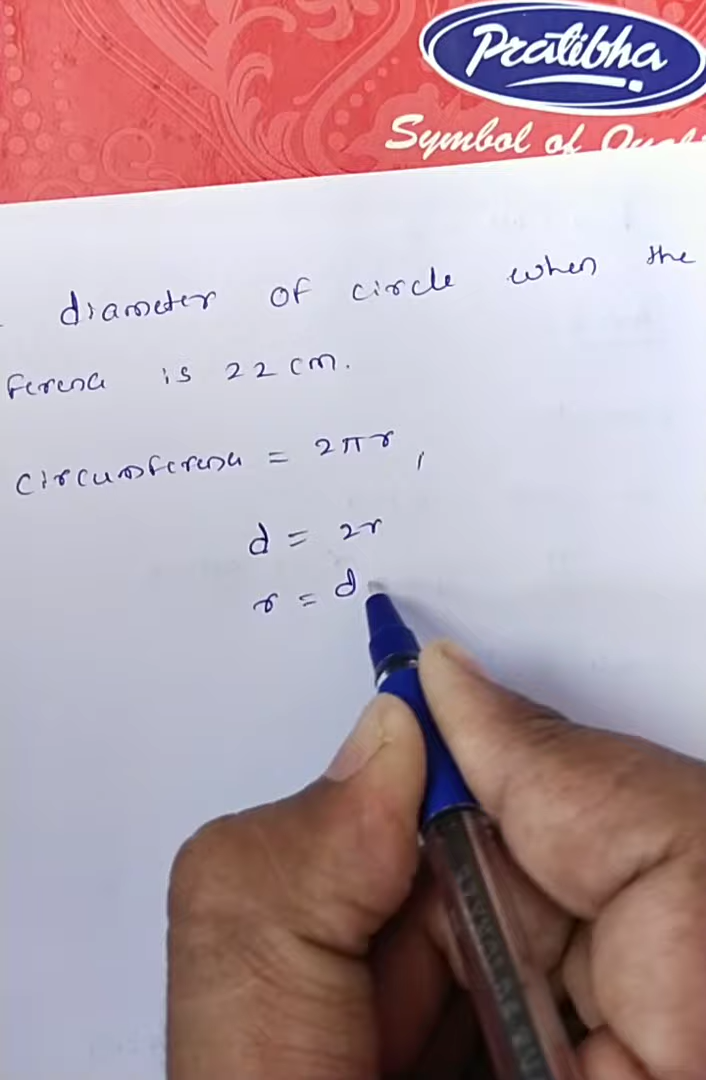 Pratibha
Symbol of
diameter of circle when the
ference is 22 cm.
circumference = 2πr,
d = 2r
r = d